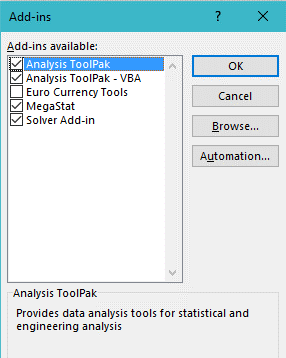 Add-ins
?
Add-ins available:
Analysis ToolPak
Analysis ToolPak - VBA
Euro Currency Tools
MegaStat
Solver Add-in
OK
Cancel
Browse...
Automation...
Analysis ToolPak
Provides data analysis tools for statistical and
engineering analysis